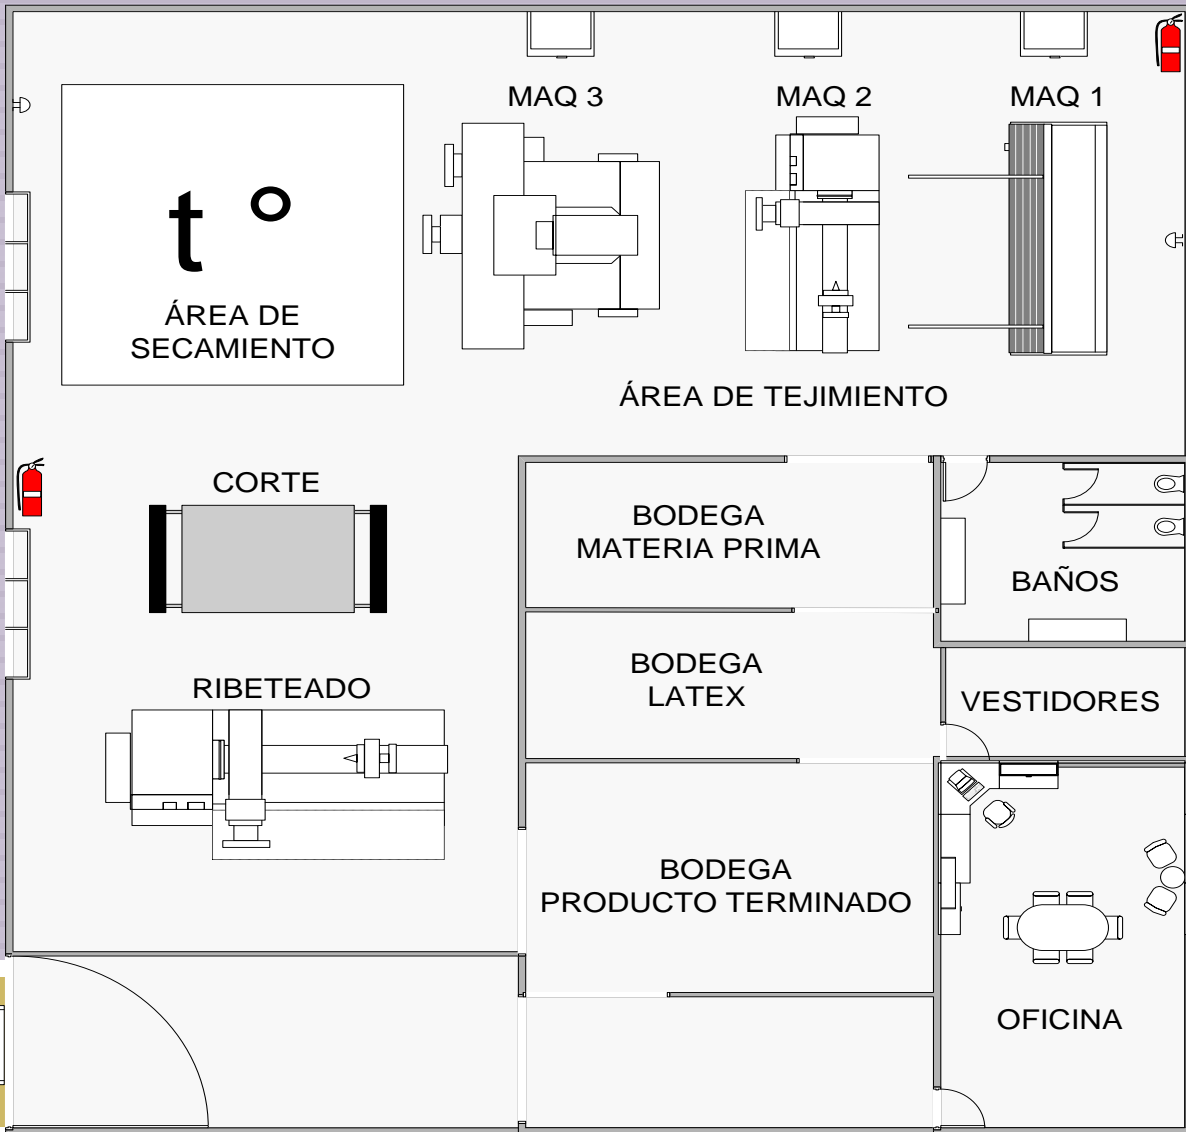 MAQ 3
MAQ 2
MAQ 1
t °
ÁREA DE
SECAMIENTO
ÁREA DE TEJIMIENTO
CORTE
BODEGA
MATERIA PRIMA
BAÑOS
BODEGA
LATEX
RIBETEADO
VESTIDORES
BODEGA
PRODUCTO TERMINADO
OFICINA